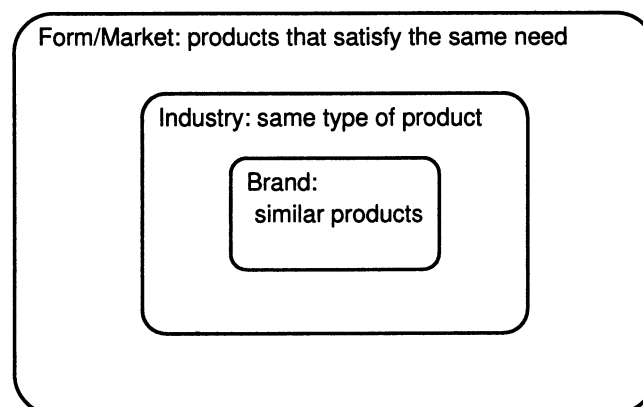 Form/Market: products that satisfy the same need
Industry: same type of product
Brand:
similar products